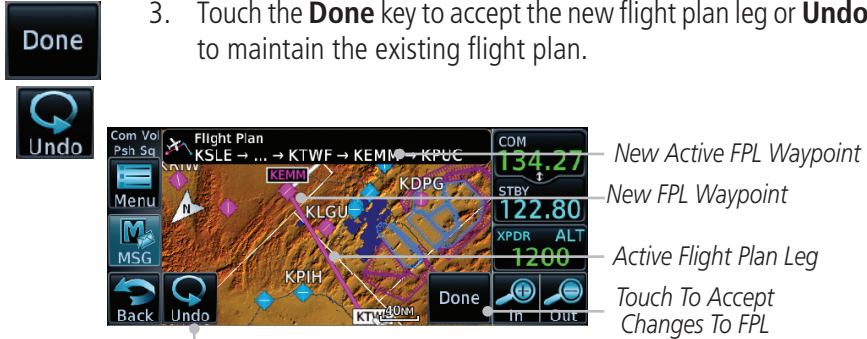 Done
Undo
3. Touch the Done key to accept the new flight plan leg or Undo
to maintain the existing flight plan.
Com Vol
Psh Sq
Flight Plan
KSLE → ... → KTWF → KEMM → KPUC
Menu
MSG
Back
Undo
N
KEMM
KDPG
KLGU
KPIH
40NM
Done
COM
134.27
STBY
122.80
XPDR ALT
1200
In
Out
New Active FPL Waypoint
New FPL Waypoint
Active Flight Plan Leg
Touch To Accept
Changes To FPL